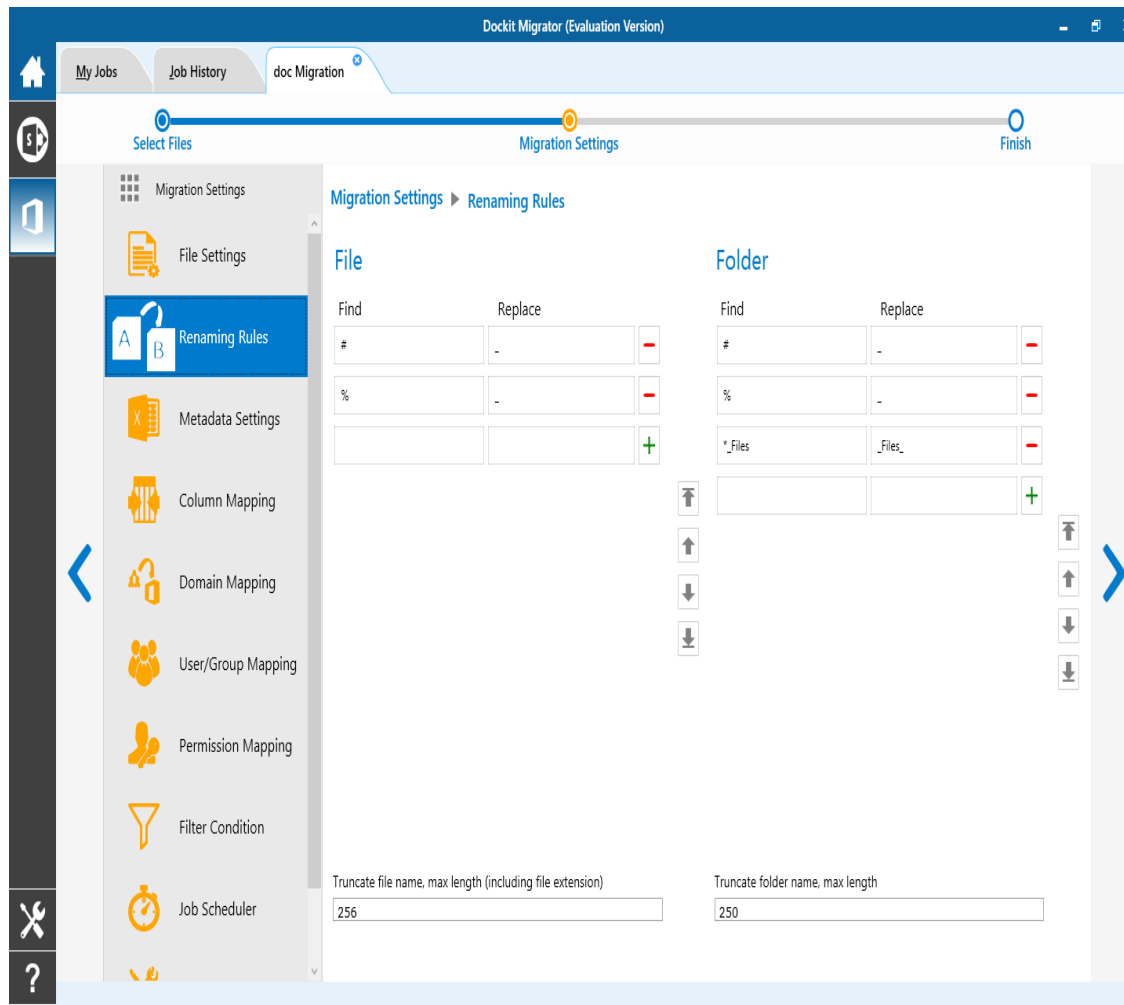 Dockit Migrator (Evaluation Version)
My Jobs
Job History
doc Migration
Select Files
Migration Settings
Finish
Migration Settings
File Settings
A B
Renaming Rules
Metadata Settings
Column Mapping
Domain Mapping
User/Group Mapping
Permission Mapping
Filter Condition
Job Scheduler
Migration Settings Renaming Rules
File
Find Replace
# _
% _
Truncate file name, max length (including file extension)
256
Folder
Find Replace
# _
% _
*_Files _Files_
Truncate folder name, max length
250